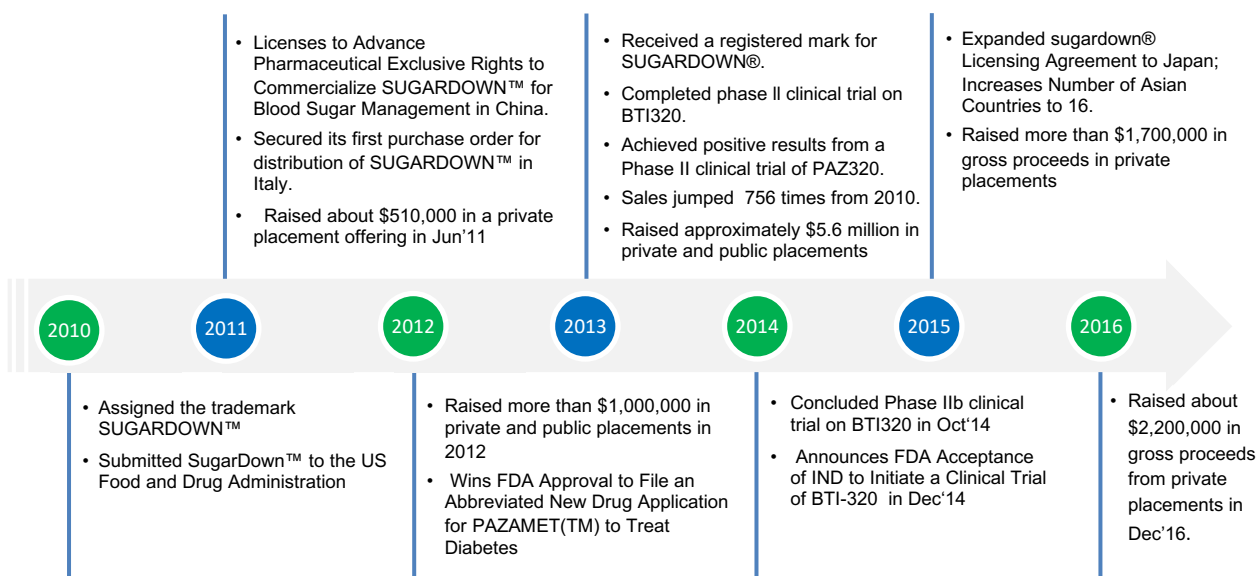 • Licenses to Advance
Pharmaceutical Exclusive Rights to
Commercialize SUGARDOWN™ for
Blood Sugar Management in China.
• Secured its first purchase order for
distribution of SUGARDOWN™ in
Italy.
• Raised about $510,000 in a private
placement offering in Jun’11
• Received a registered mark for
SUGARDOWN®.
• Completed phase ll clinical trial on
BTI320.
• Achieved positive results from a
Phase II clinical trial of PAZ320.
• Sales jumped 756 times from 2010.
• Raised approximately $5.6 million in
private and public placements
• Expanded sugardown®
Licensing Agreement to Japan;
Increases Number of Asian
Countries to 16.
• Raised more than $1,700,000 in
gross proceeds in private
placements
2010
2011
2012
2013
2014
2015
2016
• Assigned the trademark
SUGARDOWN™
• Submitted SugarDown™ to the US
Food and Drug Administration
• Raised more than $1,000,000 in
private and public placements in
2012
• Wins FDA Approval to File an
Abbreviated New Drug Application
for PAZAMET(TM) to Treat
Diabetes
• Concluded Phase IIb clinical
trial on BTI320 in Oct‘14
• Announces FDA Acceptance
of IND to Initiate a Clinical Trial
of BTI-320 in Dec‘14
• Raised about
$2,200,000 in
gross proceeds
from private
placements in
Dec’16.